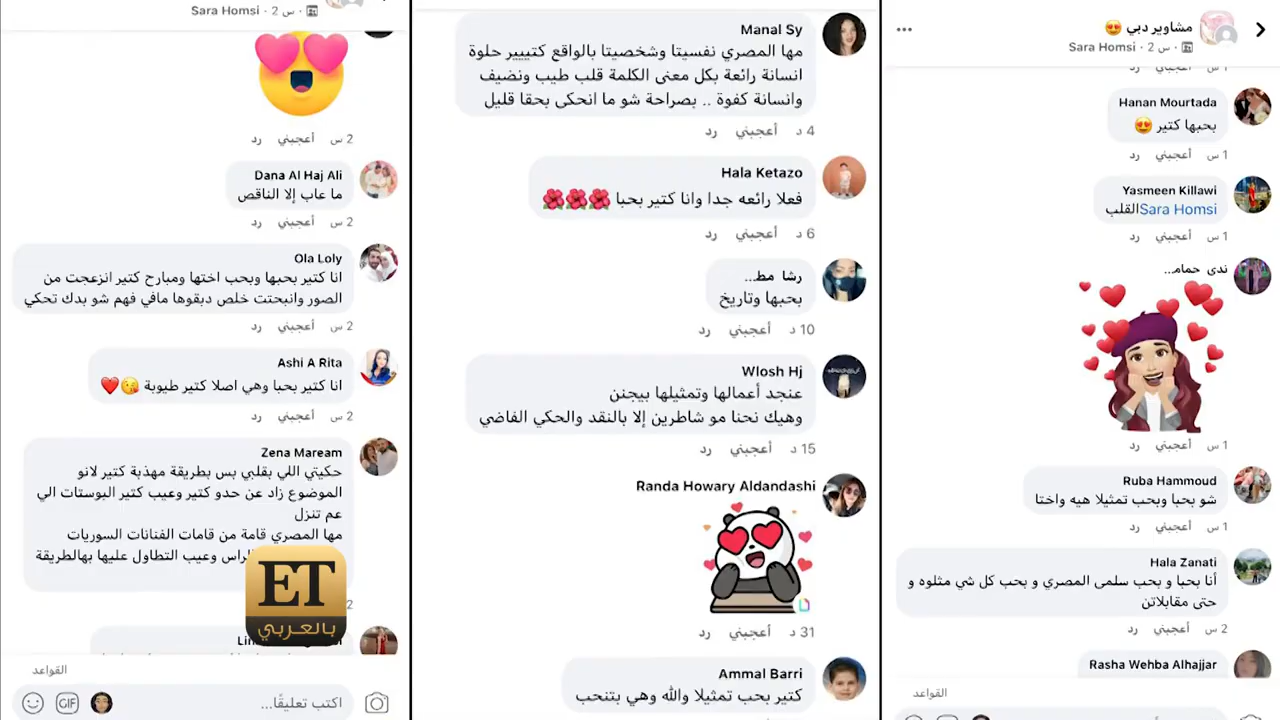 Sara Homsi · س 2 ·
2 س أعجبني رد
Dana Al Haj Ali
ما عاب إلا الناقص
2 س أعجبني رد
Ola Loly
انا كتير بحبها وبحب اختها ومبارح كتير انزعجت من
الصور وانبحتت خلص دبقوها مافي فهم شو بدك تحكي
2 س أعجبني رد
Ashi A Rita
انا كتير بحبا وهي اصلا كتير طيوبة 😘❤️
2 س أعجبني رد
Zena Maream
حكيتي اللي بقلبي بس بطريقة مهذبة كتير لانو
الموضوع زاد عن حدو كتير وعيب كتير البوستات الي
عم تنزل
مها المصري قامة من قامات الفنانات السوريات
الراس وعيب التطاول عليها بهالطريقة
2
ET
بالعربي
القواعد
اكتب تعليقًا...
GIF
Manal Sy
مها المصري نفسيتا وشخصيتا بالواقع كتييير حلوة
انسانة رائعة بكل معنى الكلمة قلب طيب ونضيف
وانسانة كفوة .. بصراحة شو ما انحكى بحقا قليل
4 د أعجبني رد
Hala Ketazo
فعلا رائعه جدا وانا كتير بحبا 🌺🌺🌺
6 د أعجبني رد
رشا مط...
بحبها وتاريخ
10 د أعجبني رد
Wlosh Hj
عنجد أعمالها وتمثيلها بيجنن
وهيك نحنا مو شاطرين إلا بالنقد والحكي الفاضي
15 د أعجبني رد
Randa Howary Aldandashi
31 د أعجبني رد
Ammal Barri
كتير بحب تمثيلا والله وهي بتنحب
مشاوير دبي 😍
Sara Homsi · س 2 ·
1 س أعجبني رد
Hanan Mourtada
بحبها كتير 😍
1 س أعجبني رد
Yasmeen Killawi
Sara Homsi القلب
1 س أعجبني رد
ندى حمام...
1 س أعجبني رد
Ruba Hammoud
شو بحبا وبحب تمثيلا هيه واختا
1 س أعجبني رد
Hala Zanati
أنا بحبا و بحب سلمى المصري و بحب كل شي مثلوه و
حتى مقابلاتن
2 س أعجبني رد
Rasha Wehba Alhajjar
القواعد